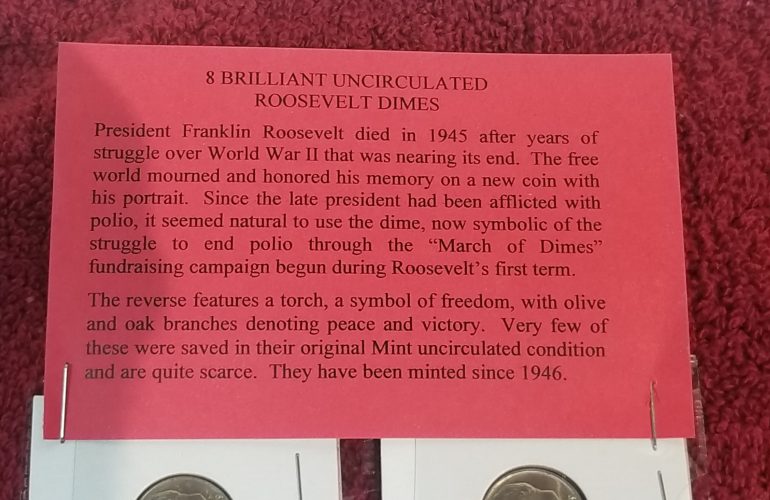 8 BRILLIANT UNCIRCULATED
ROOSEVELT DIMES
President Franklin Roosevelt died in 1945 after years of
struggle over World War II that was nearing its end. The free
world mourned and honored his memory on a new coin with
his portrait. Since the late president had been afflicted with
polio, it seemed natural to use the dime, now symbolic of the
struggle to end polio through the “March of Dimes”
fundraising campaign begun during Roosevelt’s first term.
The reverse features a torch, a symbol of freedom, with olive
and oak branches denoting peace and victory. Very few of
these were saved in their original Mint uncirculated condition
and are quite scarce. They have been minted since 1946.